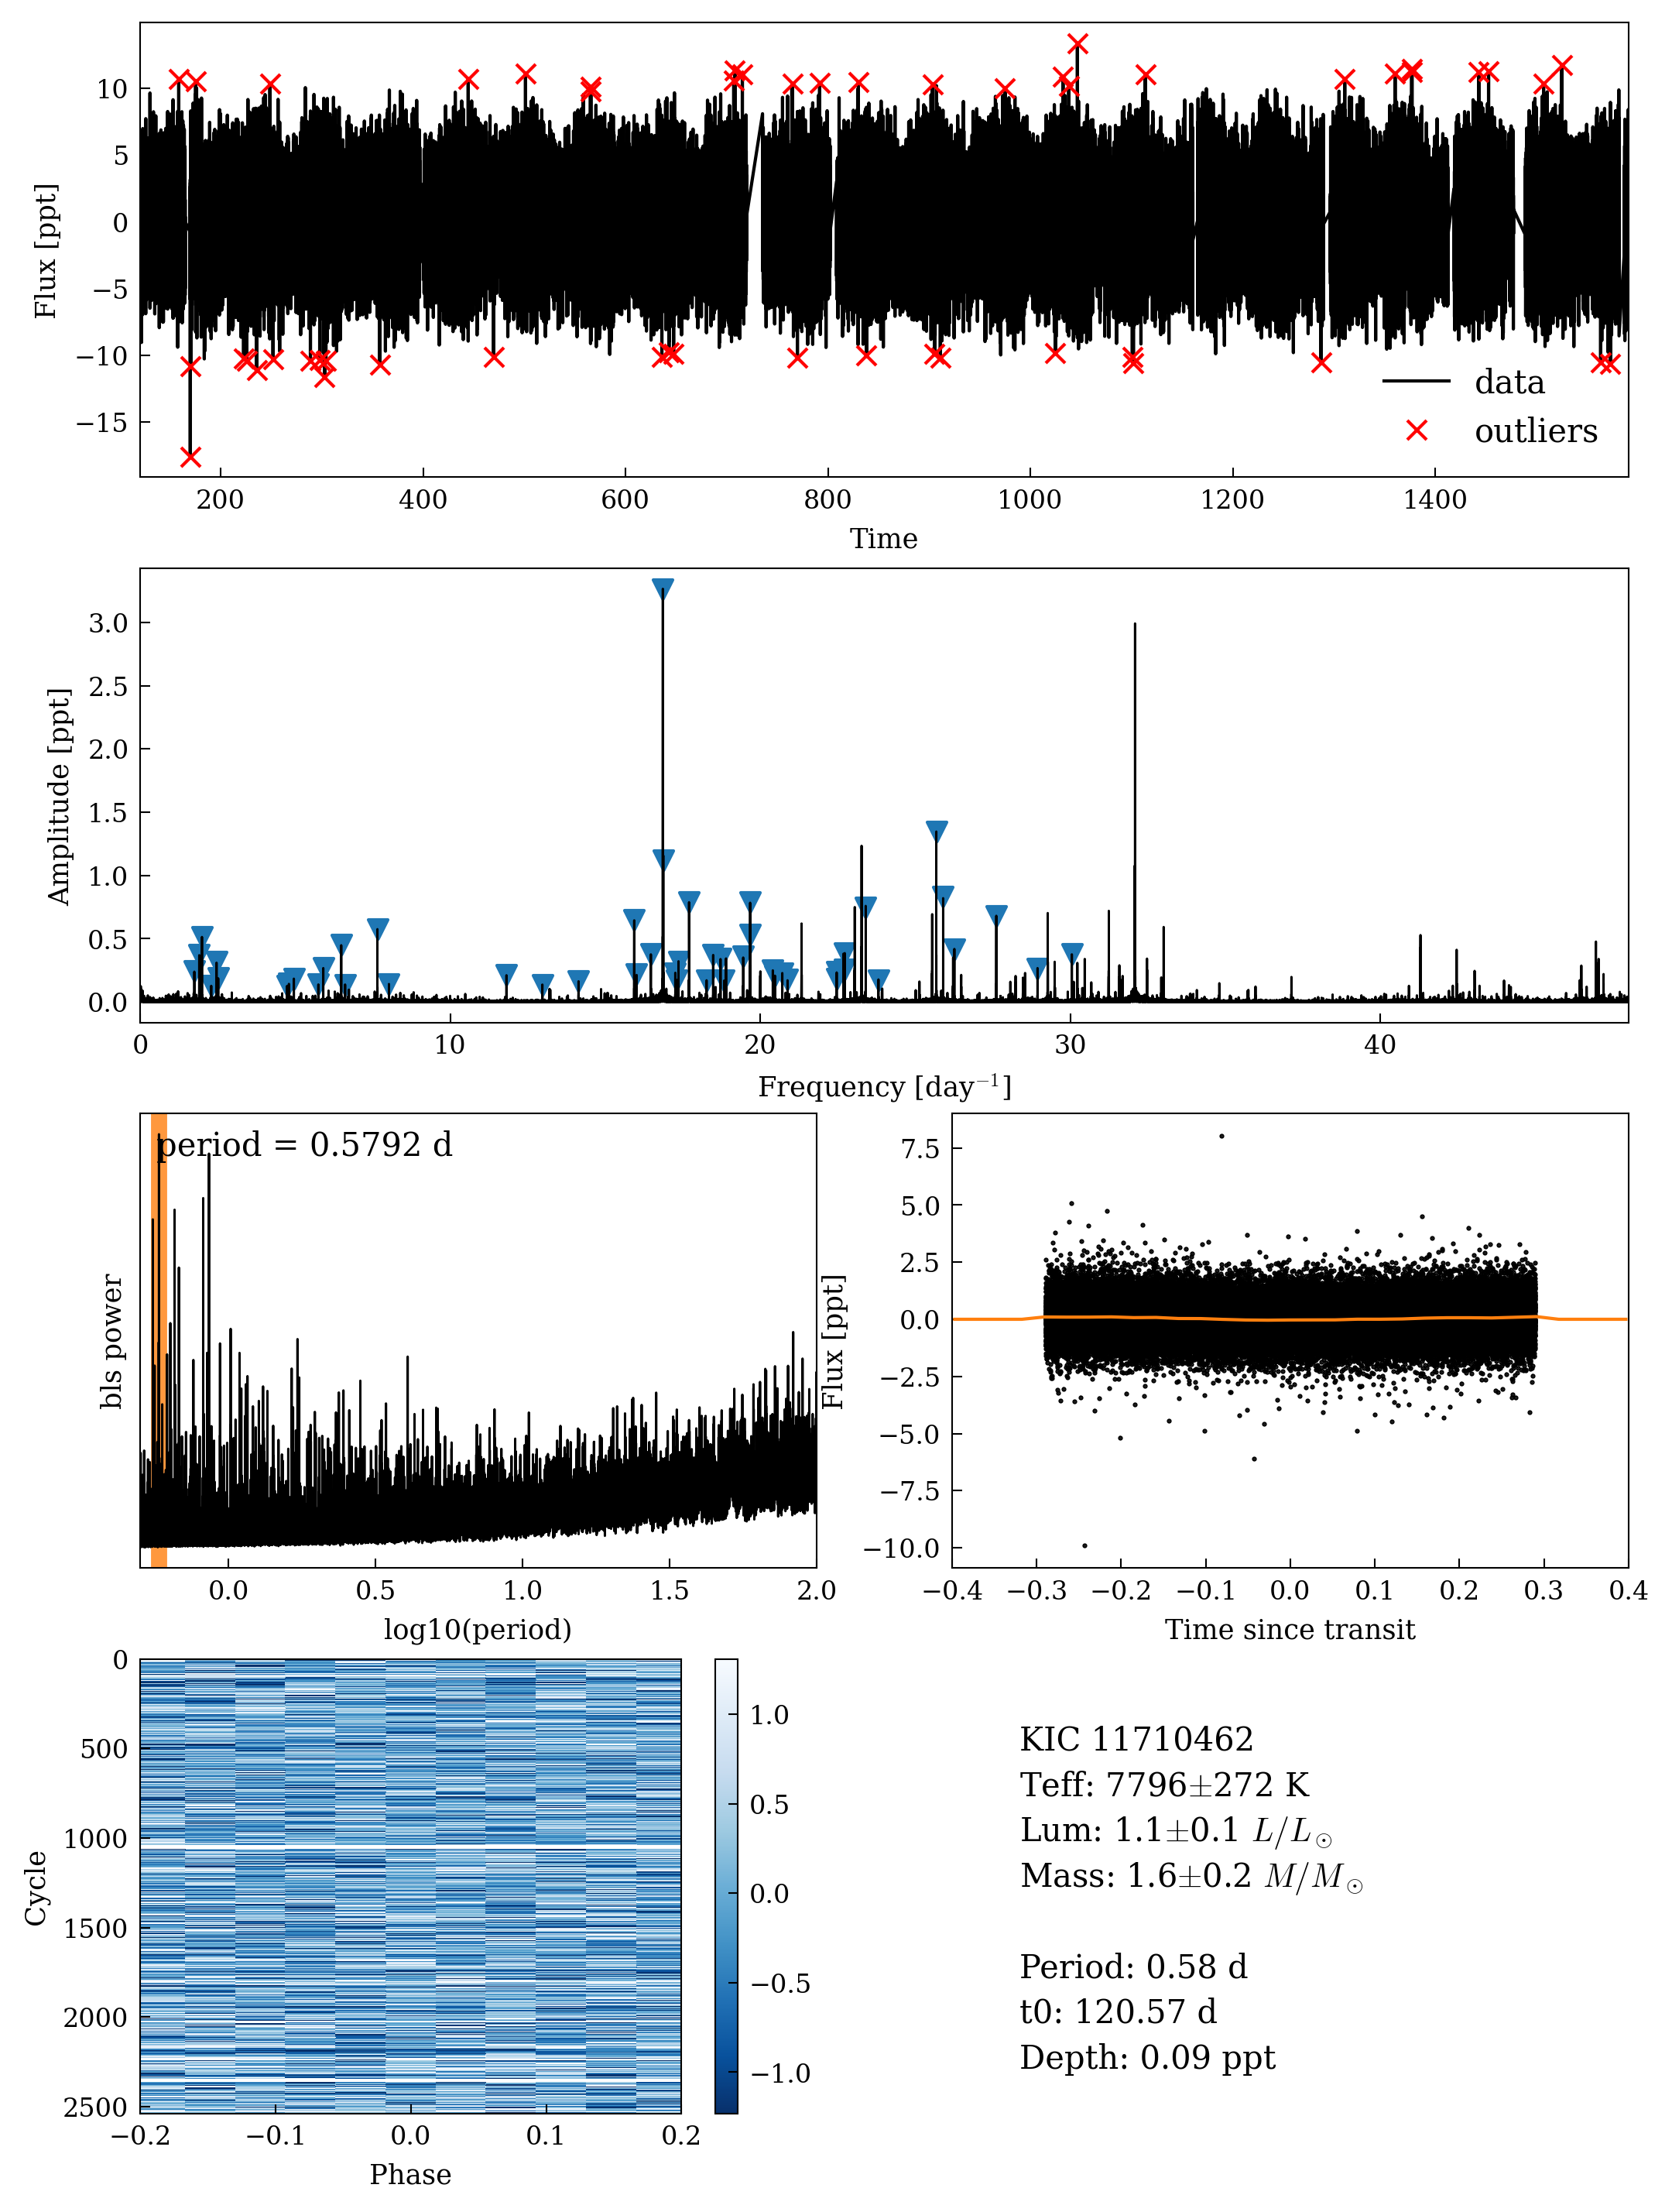 10
5
0
−5
−10
−15
Flux [ppt]
data
outliers
200 400 600 800 1000 1200 1400
Time
3.0
2.5
2.0
1.5
1.0
0.5
0.0
Amplitude [ppt]
0 10 20 30 40
Frequency [day⁻¹]
period = 0.5792 d
bls power
0.0 0.5 1.0 1.5 2.0
log10(period)
7.5
5.0
2.5
0.0
−2.5
−5.0
−7.5
−10.0
Flux [ppt]
−0.4 −0.3 −0.2 −0.1 0.0 0.1 0.2 0.3 0.4
Time since transit
0
500
1000
1500
2000
2500
Cycle
−0.2 −0.1 0.0 0.1 0.2
Phase
1.0
0.5
0.0
−0.5
−1.0
KIC 11710462
Teff: 7796±272 K
Lum: 1.1±0.1 L/L☉
Mass: 1.6±0.2 M/M☉
Period: 0.58 d
t0: 120.57 d
Depth: 0.09 ppt